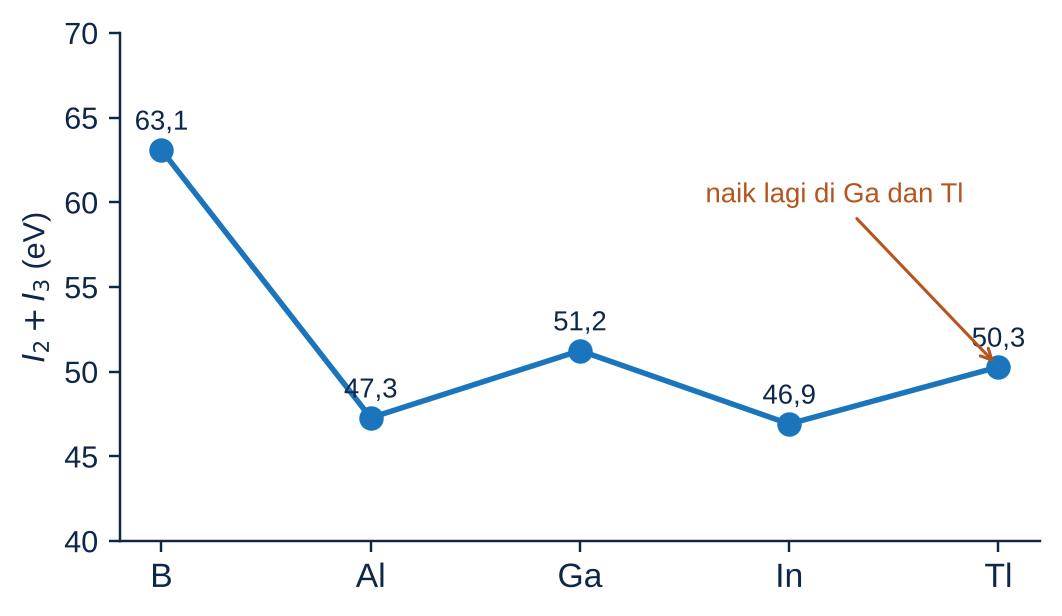 70
65
60
55
50
45
40
I₂ + I₃ (eV)
63,1
47,3
51,2
46,9
50,3
naik lagi di Ga dan Tl
B
Al
Ga
In
Tl